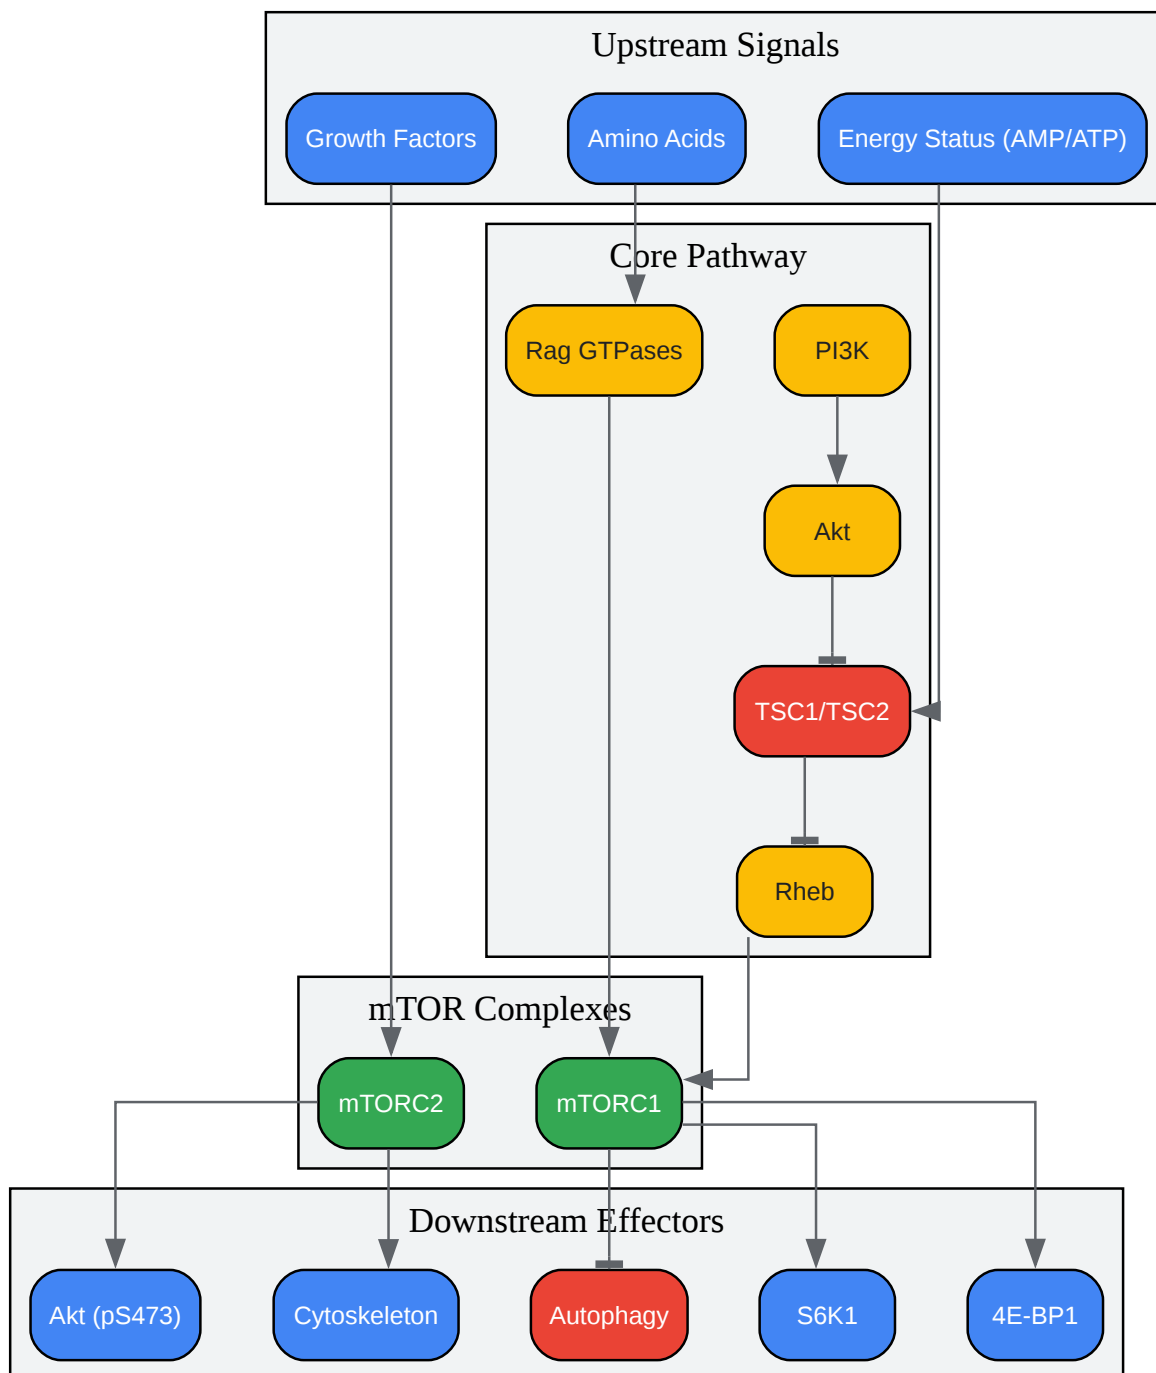 Upstream Signals
Growth Factors
Amino Acids
Energy Status (AMP/ATP)
Core Pathway
Rag GTPases
PI3K
Akt
TSC1/TSC2
Rheb
mTOR Complexes
mTORC2
mTORC1
Downstream Effectors
Akt (pS473)
Cytoskeleton
Autophagy
S6K1
4E-BP1